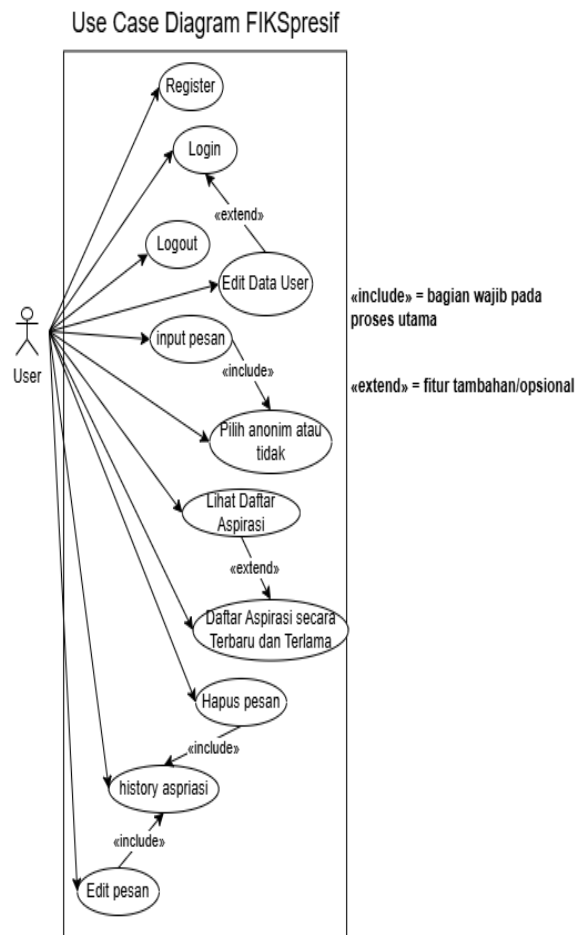 Use Case Diagram FIKSpresif
Register
Login
«extend»
Logout
Edit Data User
«include» = bagian wajib pada
proses utama
input pesan
User
«include»
«extend» = fitur tambahan/opsional
Pilih anonim atau
tidak
Lihat Daftar
Aspirasi
«extend»
Daftar Aspirasi secara
Terbaru dan Terlama
Hapus pesan
«include»
history aspriasi
«include»
Edit pesan